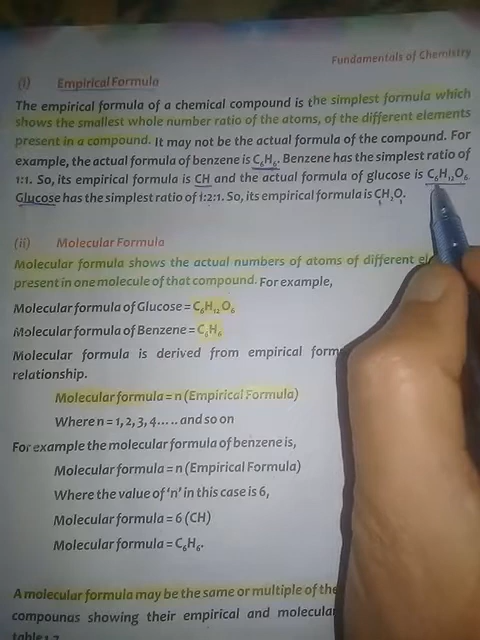 Fundamentals of Chemistry
(i) Empirical Formula
The empirical formula of a chemical compound is the simplest formula which
shows the smallest whole number ratio of the atoms, of the different elements
present in a compound. It may not be the actual formula of the compound. For
example, the actual formula of benzene is C₆H₆. Benzene has the simplest ratio of
1:1. So, its empirical formula is CH and the actual formula of glucose is C₆H₁₂O₆.
Glucose has the simplest ratio of 1:2:1. So, its empirical formula is CH₂O.
(ii) Molecular Formula
Molecular formula shows the actual numbers of atoms of different
present in one molecule of that compound. For example,
Molecular formula of Glucose = C₆H₁₂O₆
Molecular formula of Benzene = C₆H₆
Molecular formula is derived from empirical
relationship.
Molecular formula = n (Empirical Formula)
Where n = 1, 2, 3, 4..... and so on
For example the molecular formula of benzene is,
Molecular formula = n (Empirical Formula)
Where the value of 'n' in this case is 6,
Molecular formula = 6 (CH)
Molecular formula = C₆H₆.
A molecular formula may be the same or multiple of the
compounds showing their empirical and molecular
table 1.7